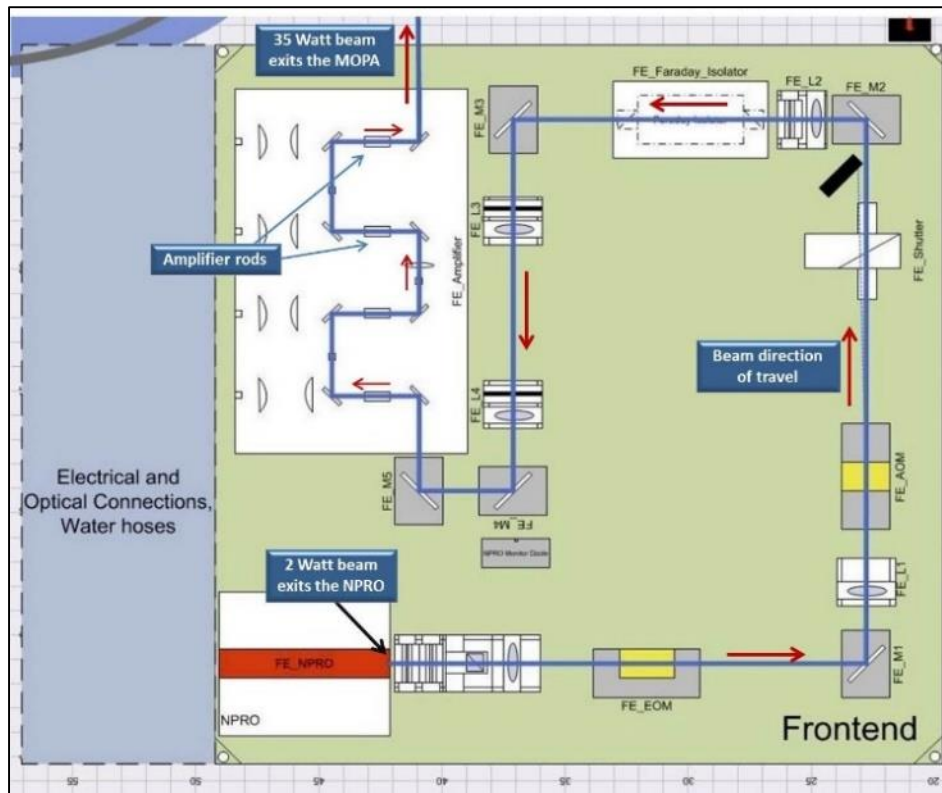 35 Watt beam
exits the MOPA
FE_Faraday_Isolator
FE_L2
FE_M2
FE_M3
Faraday Isolator
FE_L3
FE_Shutter
Amplifier rods
FE_Amplifier
Beam direction
of travel
FE_L4
FE_AOM
Electrical and
Optical Connections,
Water hoses
FE_M5
FE_M4
NPRO Monitor Diode
2 Watt beam
exits the NPRO
FE_L1
FE_NPRO
FE_M1
NPRO
FE_EOM
Frontend
55
50
45
40
35
30
25
20